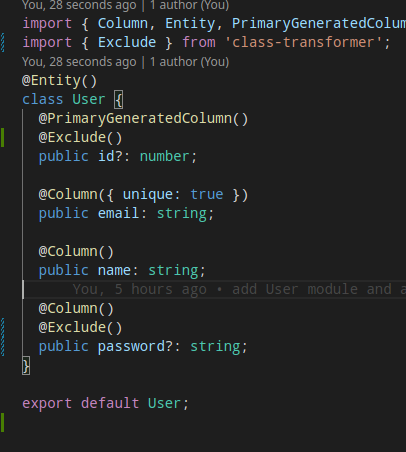 You, 28 seconds ago | 1 author (You)
import { Column, Entity, PrimaryGeneratedColum
import { Exclude } from 'class-transformer';
You, 28 seconds ago | 1 author (You)
@Entity()
class User {
  @PrimaryGeneratedColumn()
  @Exclude()
  public id?: number;
  @Column({ unique: true })
  public email: string;
  @Column()
  public name: string;
You, 5 hours ago • add User module and a
  @Column()
  @Exclude()
  public password?: string;
}
export default User;